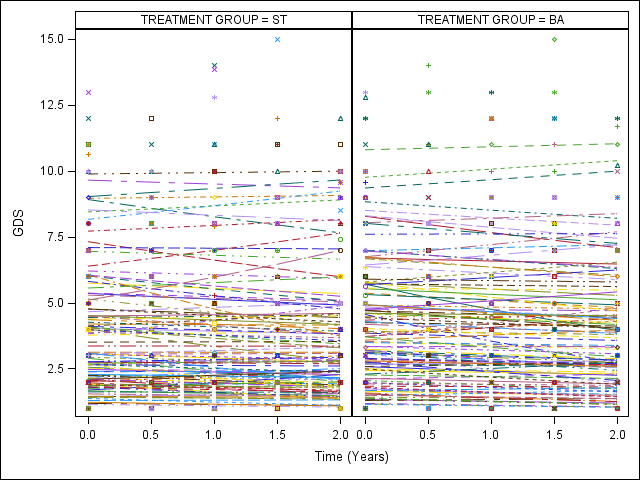 TREATMENT GROUP = ST TREATMENT GROUP = BA
15.0
12.5
10.0
7.5
5.0
2.5
GDS
0.0 0.5 1.0 1.5 2.0 0.0 0.5 1.0 1.5 2.0
Time (Years)